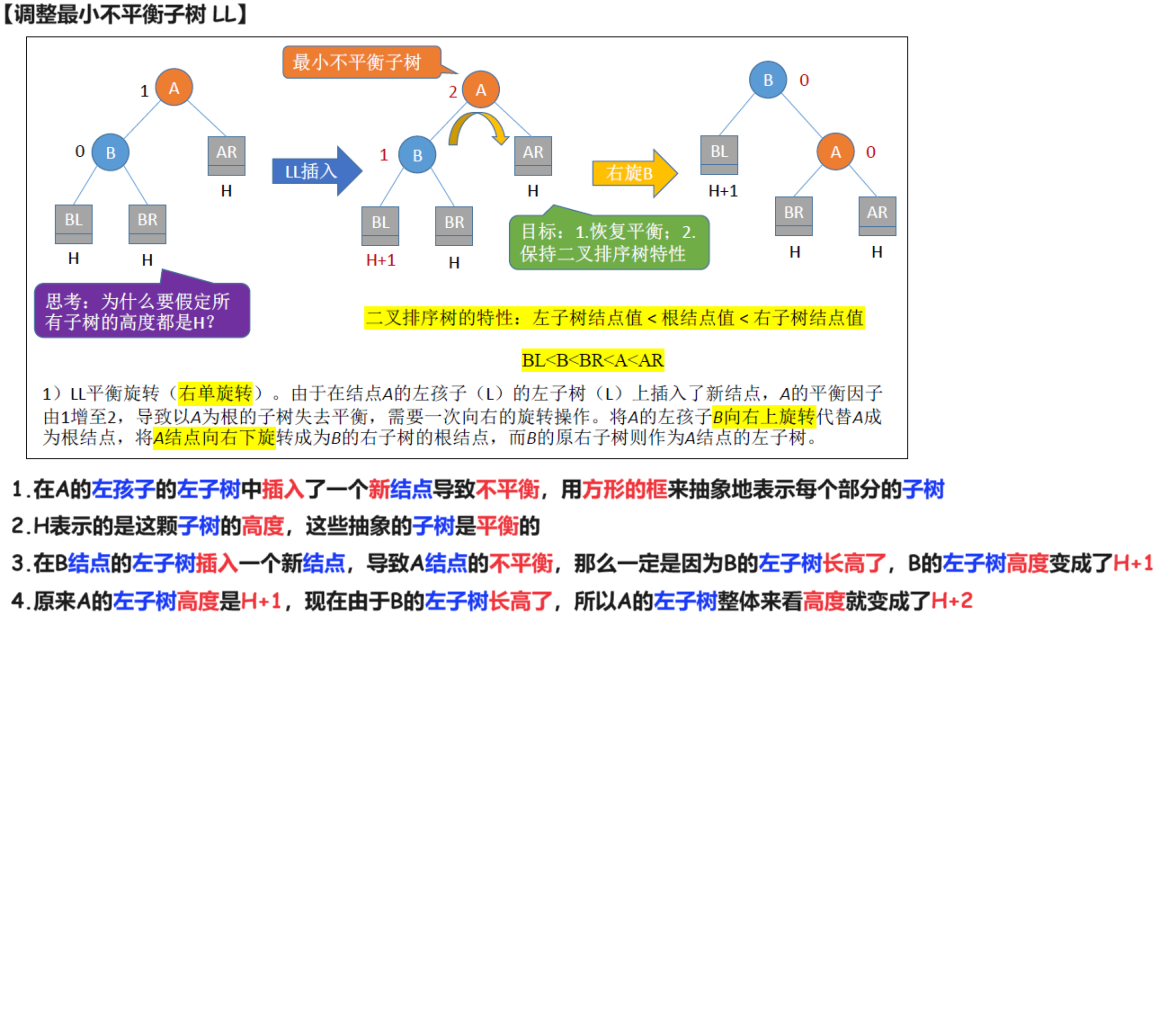 【调整最小不平衡子树 LL】
最小不平衡子树
1 A
2 A
B 0
0 B
AR
H
LL插入
1 B
AR
H
右旋B
BL
H+1
A 0
BL
H
BR
H
BL
H+1
BR
H
目标：1.恢复平衡；2.
保持二叉排序树特性
BR
H
AR
H
思考：为什么要假定所
有子树的高度都是H？
二叉排序树的特性：左子树结点值 < 根结点值 < 右子树结点值
BL<B<BR<A<AR
1）LL平衡旋转（右单旋转）。由于在结点A的左孩子（L）的左子树（L）上插入了新结点，A的平衡因子
由1增至2，导致以A为根的子树失去平衡，需要一次向右的旋转操作。将A的左孩子B向右上旋转代替A成
为根结点，将A结点向右下旋转成为B的右子树的根结点，而B的原右子树则作为A结点的左子树。
1.在A的左孩子的左子树中插入了一个新结点导致不平衡，用方形的框来抽象地表示每个部分的子树
2.H表示的是这颗子树的高度，这些抽象的子树是平衡的
3.在B结点的左子树插入一个新结点，导致A结点的不平衡，那么一定是因为B的左子树长高了，B的左子树高度变成了H+1
4.原来A的左子树高度是H+1，现在由于B的左子树长高了，所以A的左子树整体来看高度就变成了H+2